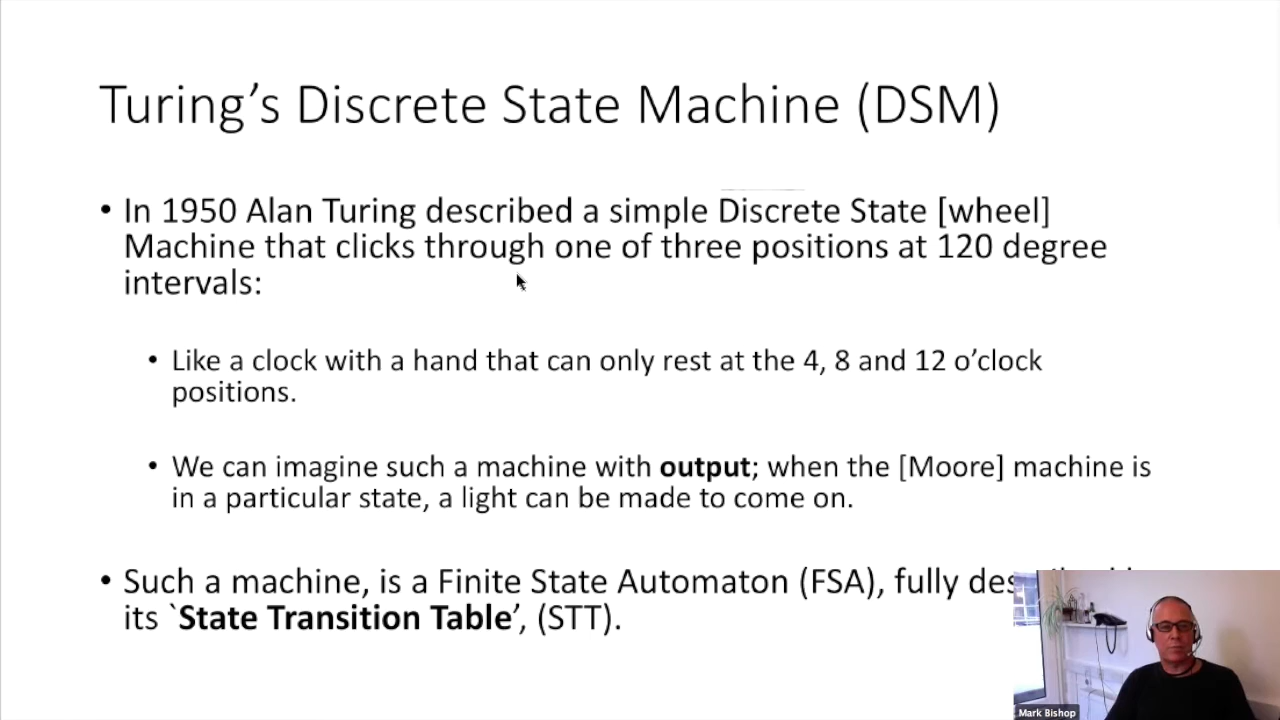 Turing’s Discrete State Machine (DSM)
• In 1950 Alan Turing described a simple Discrete State [wheel]
Machine that clicks through one of three positions at 120 degree
intervals:
• Like a clock with a hand that can only rest at the 4, 8 and 12 o’clock
positions.
• We can imagine such a machine with output; when the [Moore] machine is
in a particular state, a light can be made to come on.
• Such a machine, is a Finite State Automaton (FSA), fully
its `State Transition Table’, (STT).
Mark Bishop